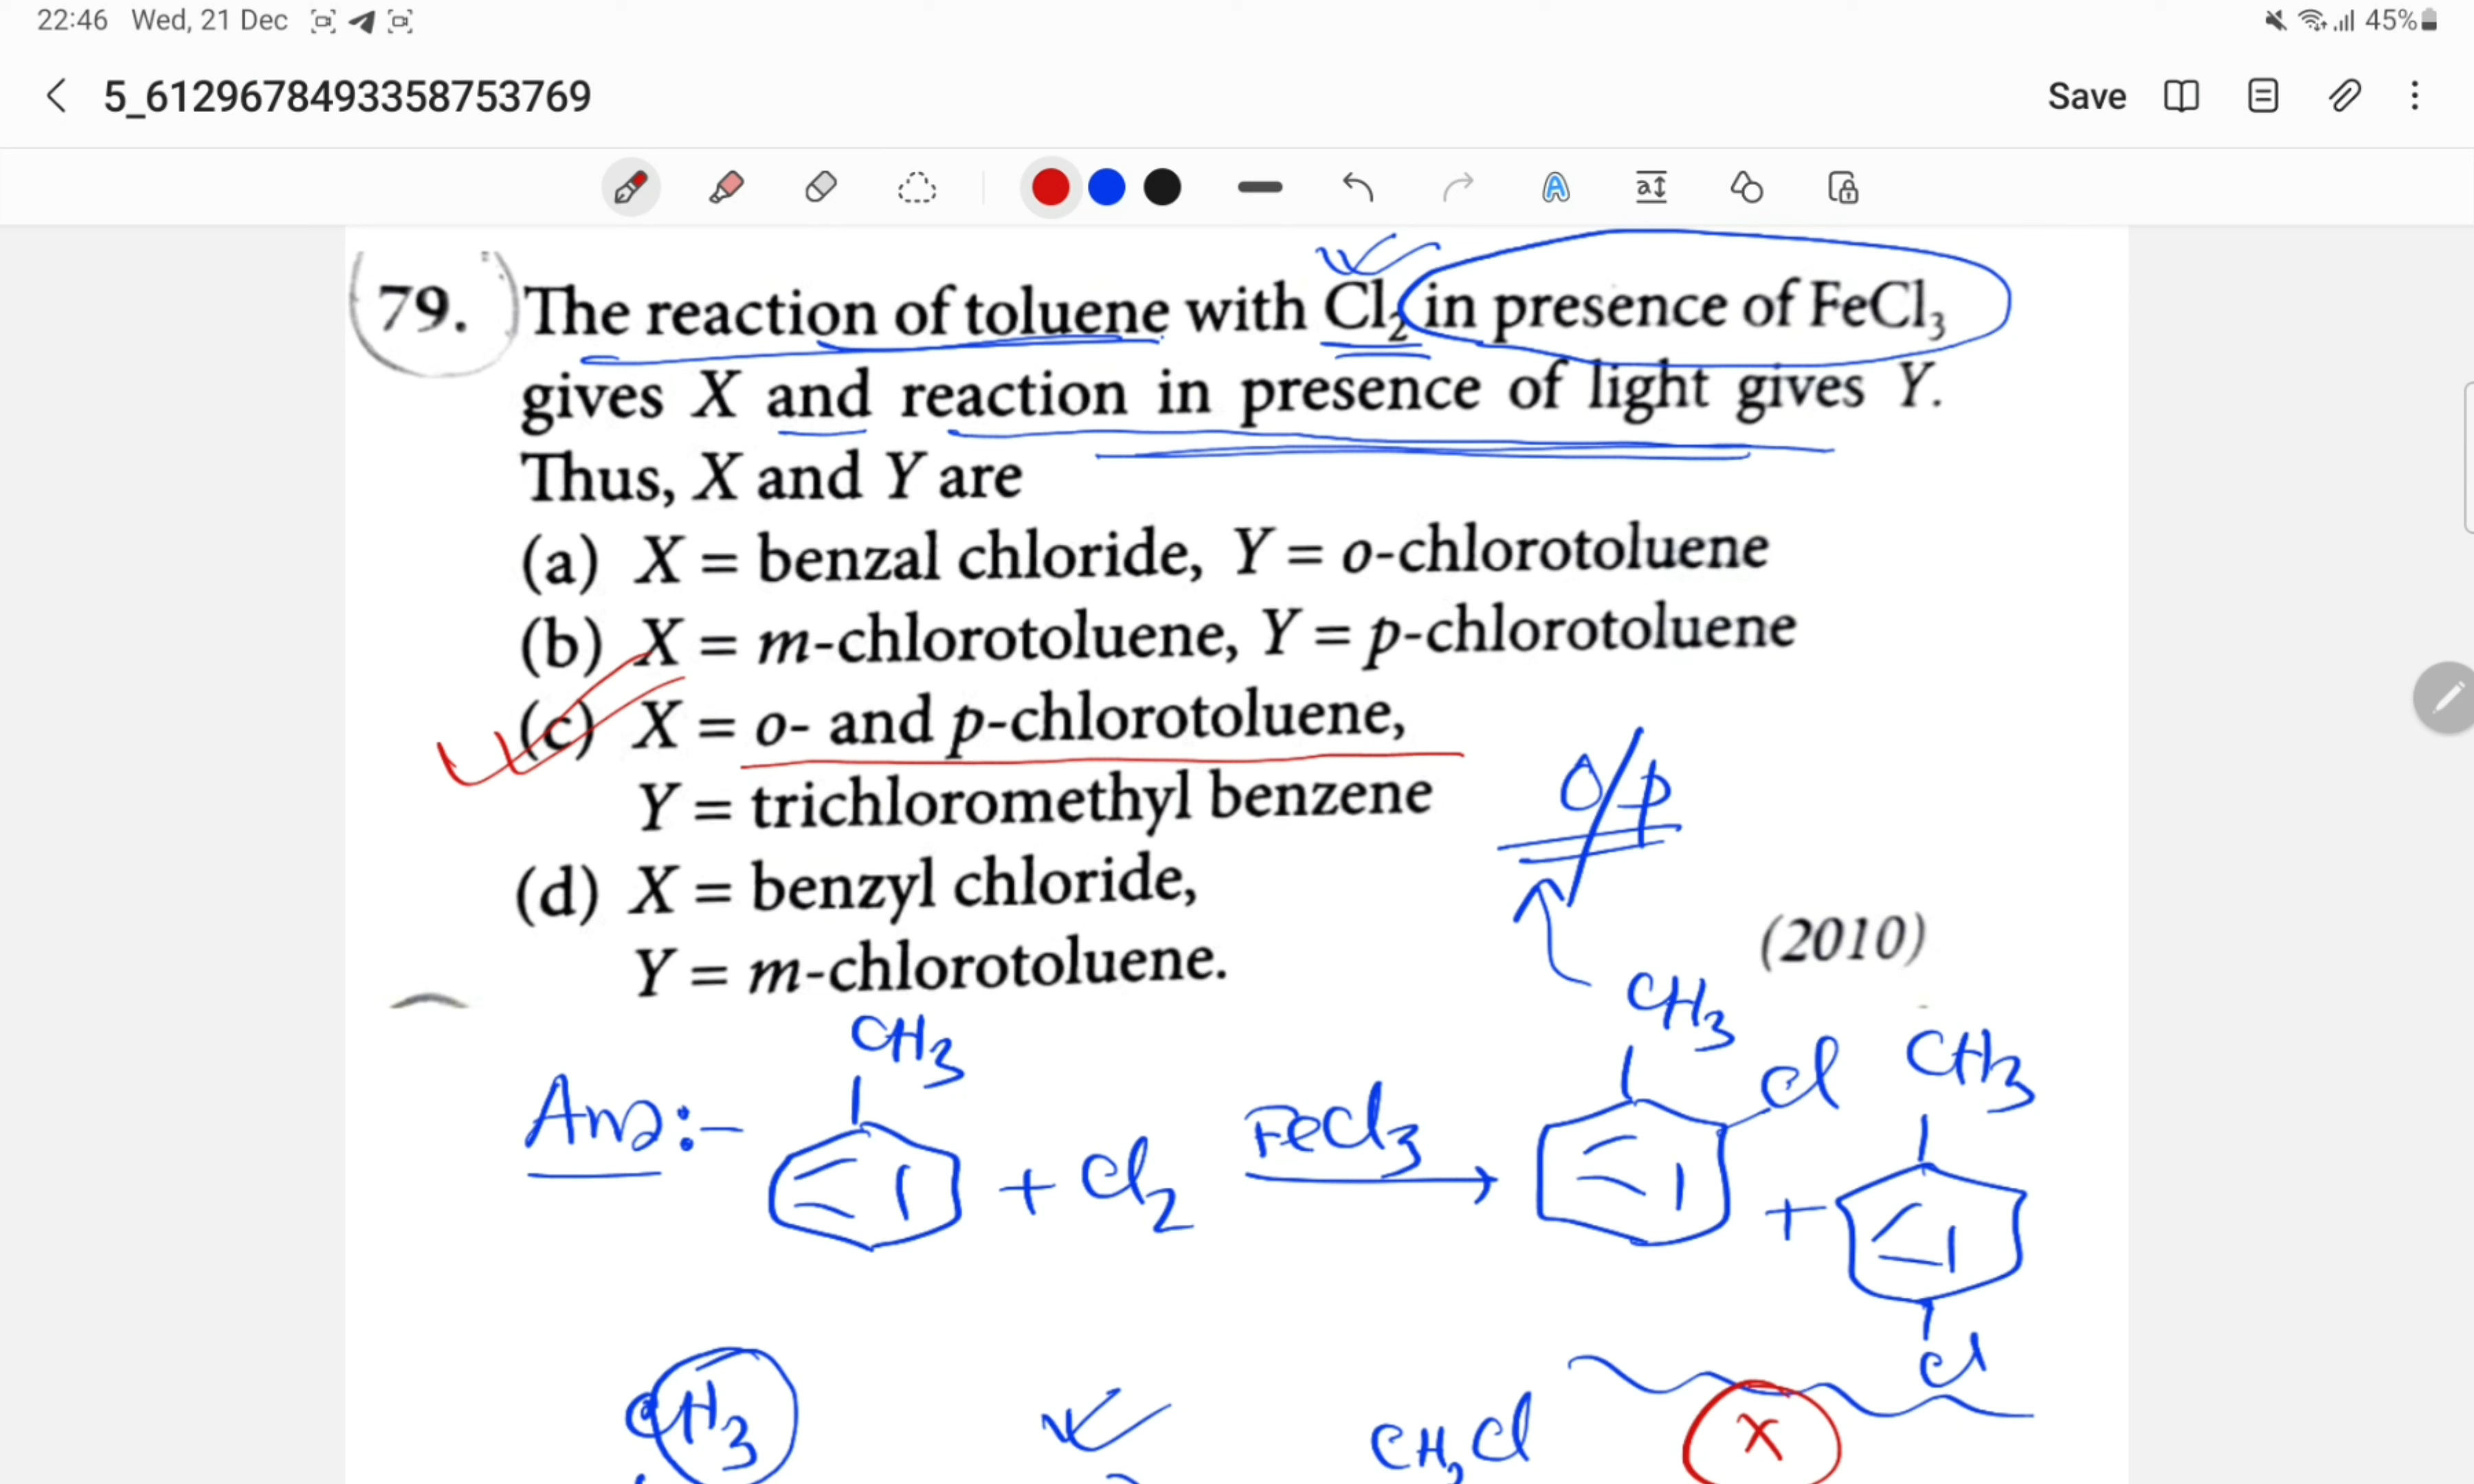 22:46 Wed, 21 Dec
45%
5_6129678493358753769
Save
79. The reaction of toluene with Cl₂ in presence of FeCl₃
gives X and reaction in presence of light gives Y.
Thus, X and Y are
(a) X = benzal chloride, Y = o-chlorotoluene
(b) X = m-chlorotoluene, Y = p-chlorotoluene
(c) X = o- and p-chlorotoluene,
Y = trichloromethyl benzene
O/p
(d) X = benzyl chloride,
(2010)
Y = m-chlorotoluene.
CH₃ CH₃ Cl CH₃
Ans:- + Cl₂ FeCl₃ +
Cl
CH₃ CH₂Cl X